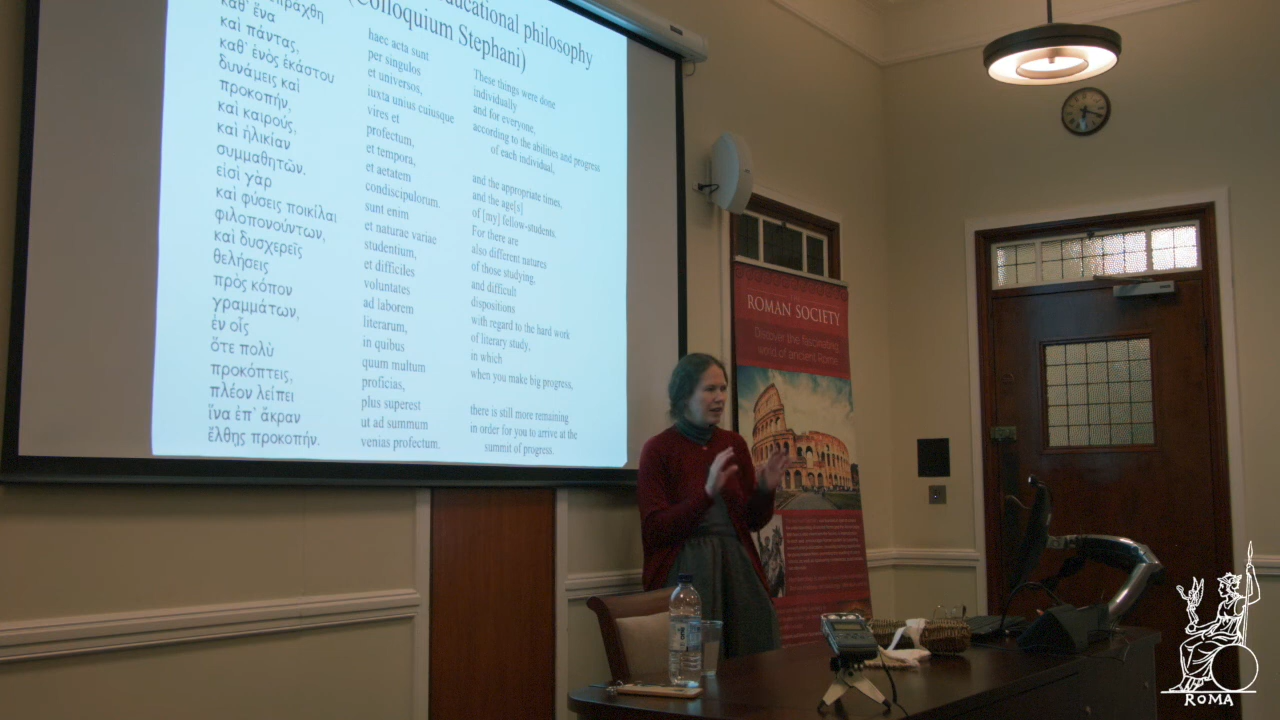 educational philosophy
(Colloquium Stephani)
καθ' ἕνα
καὶ πάντας,
καθ' ἑνὸς ἑκάστου
δυνάμεις καὶ
προκοπήν,
καὶ καιρούς,
καὶ ἡλικίαν
συμμαθητῶν.
εἰσὶ γὰρ
καὶ φύσεις ποικίλαι
φιλοπονούντων,
καὶ δυσχερεῖς
θελήσεις
πρὸς κόπον
γραμμάτων,
ἐν οἷς
ὅτε πολὺ
προκόπτεις,
πλέον λείπει
ἵνα ἐπ' ἄκραν
ἔλθῃς προκοπήν.
haec acta sunt
per singulos
et universos,
iuxta unius cuiusque
vires et
profectum,
et tempora,
et aetatem
condiscipulorum.
sunt enim
et naturae variae
studentium,
et difficiles
voluntates
ad laborem
literarum,
in quibus
quum multum
proficias,
plus superest
ut ad summum
venias profectum.
These things were done
individually
and for everyone,
according to the abilities and progress
of each individual,
and the appropriate times,
and the age[s]
of [my] fellow-students.
For there are
also different natures
of those studying,
and difficult
dispositions
with regard to the hard work
of literary study,
in which
when you make big progress,
there is still more remaining
in order for you to arrive at the
summit of progress.
ROMAN SOCIETY
Discover the fascinating
world of ancient Rome
ROMA